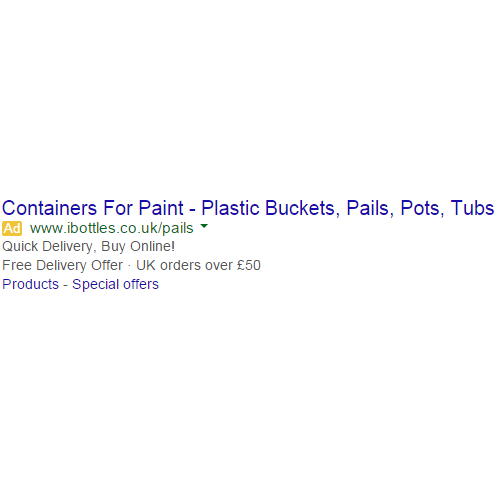 Containers For Paint - Plastic Buckets, Pails, Pots, Tubs
Ad www.ibottles.co.uk/pails
Quick Delivery, Buy Online!
Free Delivery Offer · UK orders over £50
Products - Special offers